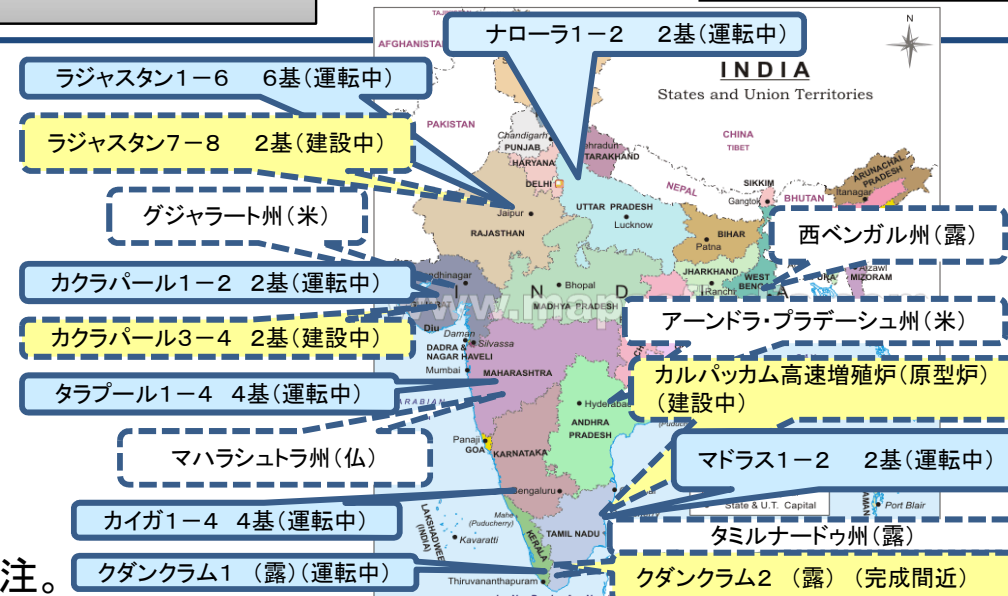 ナローラ1－2　2基(運転中)
ラジャスタン1－6　6基(運転中)
ラジャスタン7－8　2基(建設中)
グジャラート州(米)
カクラパール1－2 2基(運転中)
カクラパール3－4 2基(建設中)
タラプール1－4 4基(運転中)
マハラシュトラ州(仏)
カイガ1－4 4基(運転中)
注。
クダンクラム1 (露)(運転中)
西ベンガル州(露)
アーンドラ・プラデーシュ州(米)
カルパッカム高速増殖炉(原型炉)
(建設中)
マドラス1－2　2基(運転中)
タミルナードゥ州(露)
クダンクラム2 (露) (完成間近)
N
INDIA
States and Union Territories
AFGHANISTAN
PAKISTAN
CHINA
TIBET
NEPAL
SIKKIM
Gangtok
BHUTAN
ARUNACHAL
PRADESH
Itanagar
Chandigarh
PUNJAB
HARYANA
DELHI
Jaipur
RAJASTHAN
UTTAR PRADESH
Lucknow
BIHAR
Patna
JHARKHAND
Ranchi
WEST
Aizawl
MIZORAM
I N D I A
Bhopal
MADHYA PRADESH
www.map
Diu
Daman
Silvassa
DADRA &
NAGAR HAVELI
Mumbai
MAHARASHTRA
Hyderabad
ANDHRA
PRADESH
Panaji
GOA
KARNATAKA
Bengaluru
Mahe
(Puducherry)
LAKSHADWEEP
(INDIA)
Kavaratti
KERALA
TAMIL NADU
Thiruvananthapuram
State & U.T. Capital
Port Blair